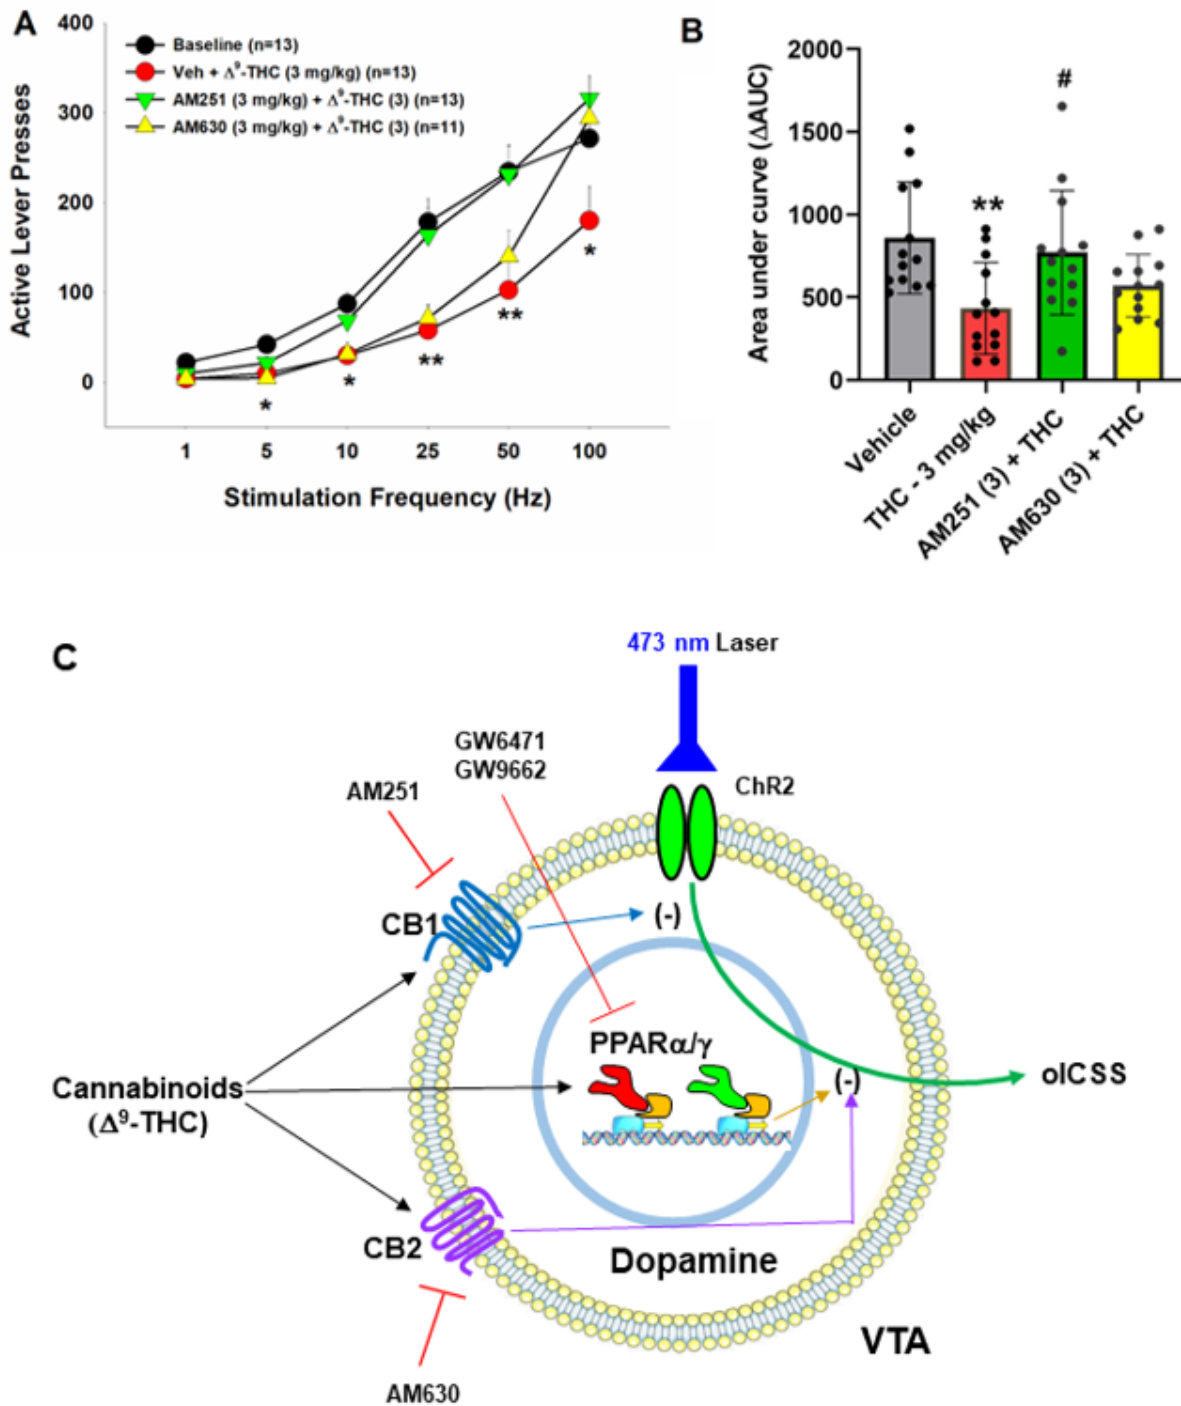 A
400
300
200
100
0
Active Lever Presses
Baseline (n=13)
Veh + Δ⁹-THC (3 mg/kg) (n=13)
AM251 (3 mg/kg) + Δ⁹-THC (3) (n=13)
AM630 (3 mg/kg) + Δ⁹-THC (3) (n=11)
*
*
**
**
*
1 5 10 25 50 100
Stimulation Frequency (Hz)
B
2000
1500
1000
500
0
Area under curve (ΔAUC)
**
#
Vehicle
THC - 3 mg/kg
AM251 (3) + THC
AM630 (3) + THC
C
473 nm Laser
GW6471
GW9662
AM251
ChR2
CB1
(-)
PPARα/γ
Cannabinoids
(Δ⁹-THC)
(-)
oICSS
CB2
Dopamine
VTA
AM630